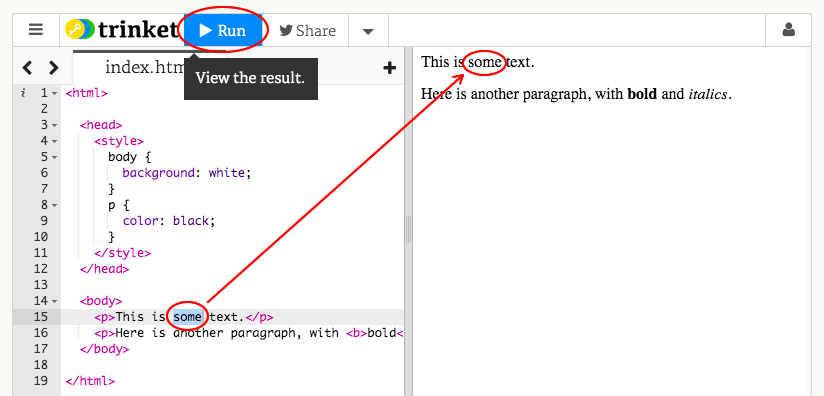 trinket
Run
Share
index.htm
View the result.
i 1 <html>
2
3 <head>
4 <style>
5 body {
6 background: white;
7 }
8 p {
9 color: black;
10 }
11 </style>
12 </head>
13
14 <body>
15 <p>This is some text.</p>
16 <p>Here is another paragraph, with <b>bold<
17 </body>
18
19 </html>
This is some text.
Here is another paragraph, with bold and italics.